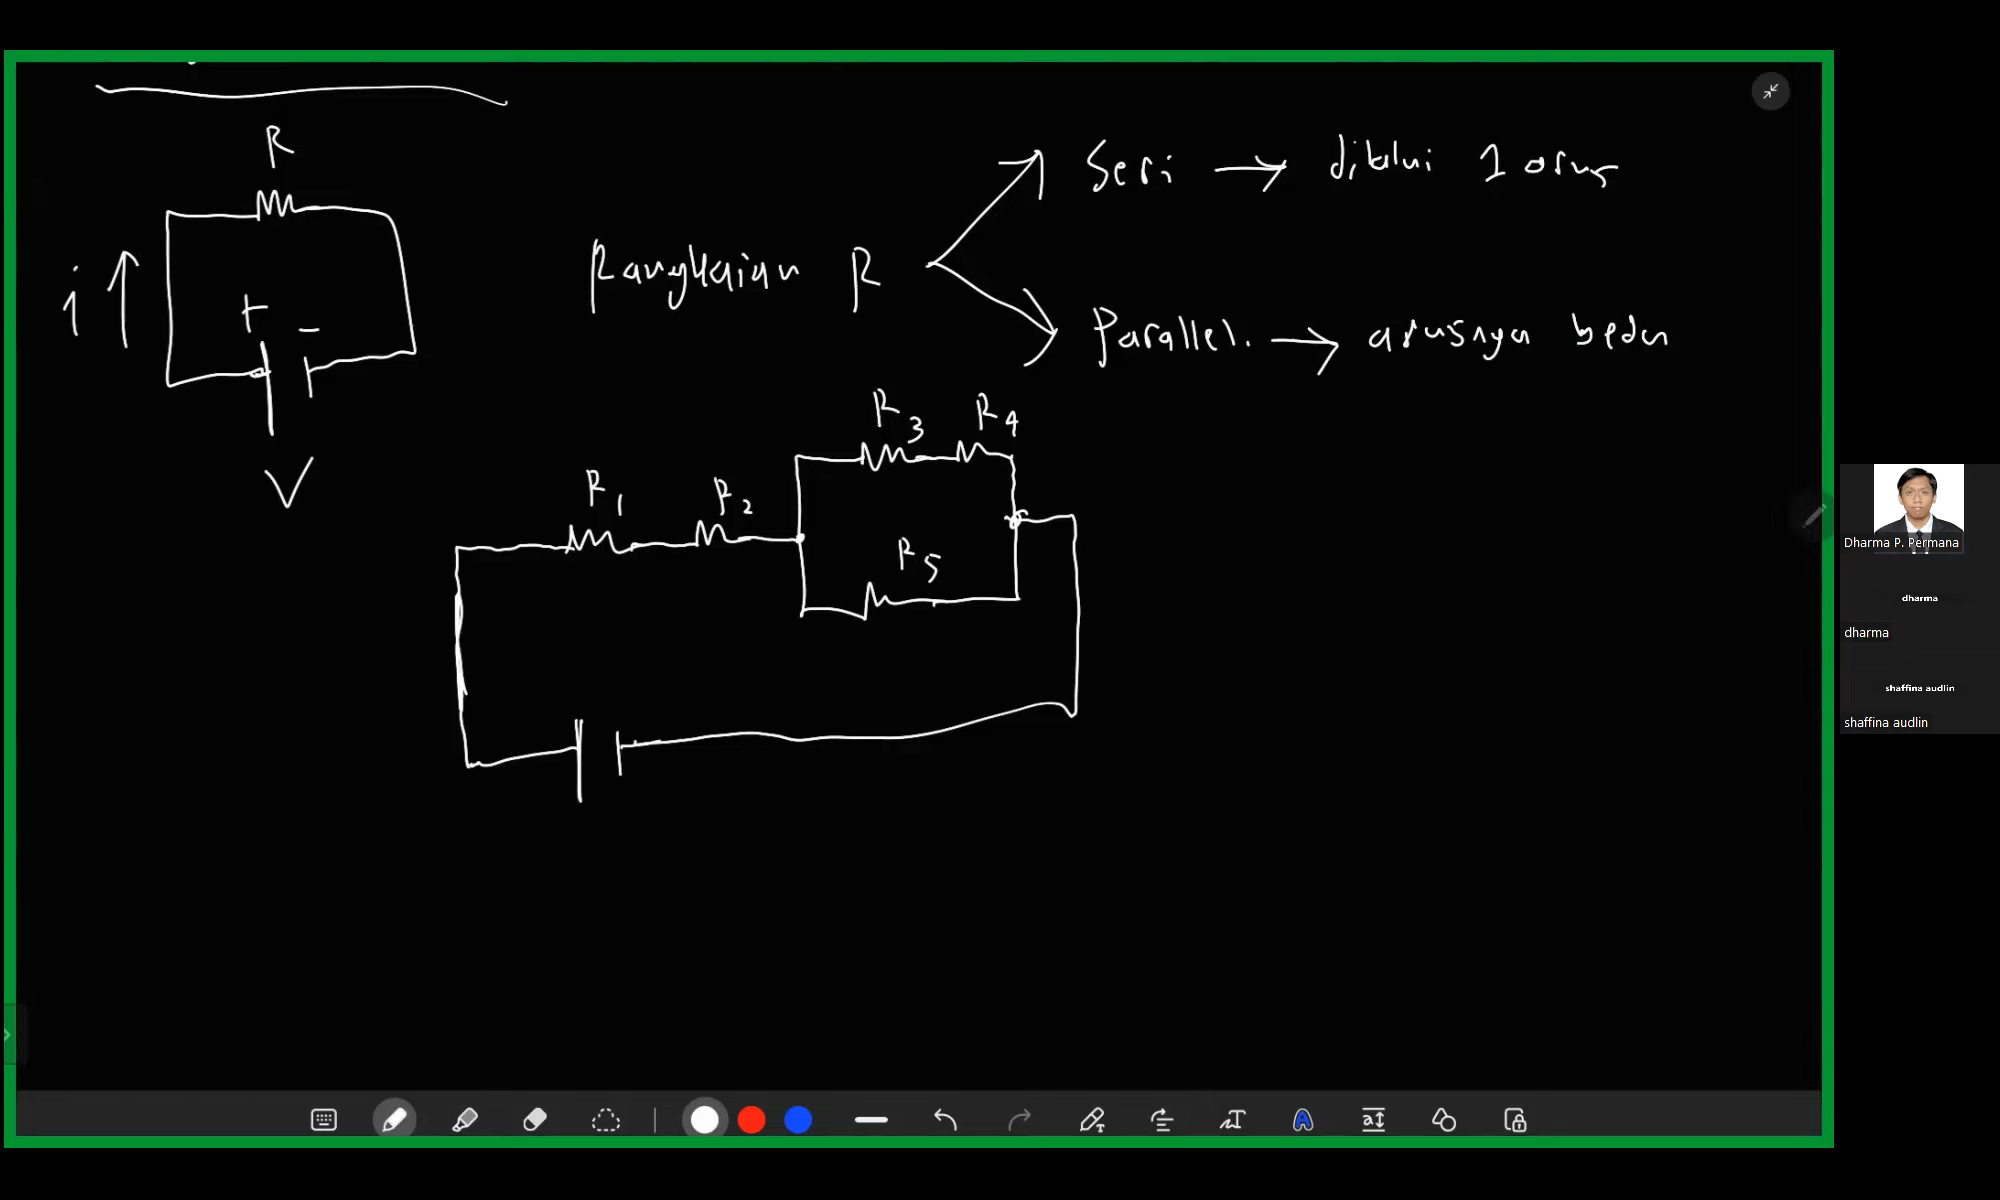 R
i
+ -
V
Rangkaian R
Seri → dilalui 1 arus
Parallel. → arusnya beda
R1
R2
R3
R4
R5
Dharma P. Permana
dharma
dharma
shaffina audlin
shaffina audlin